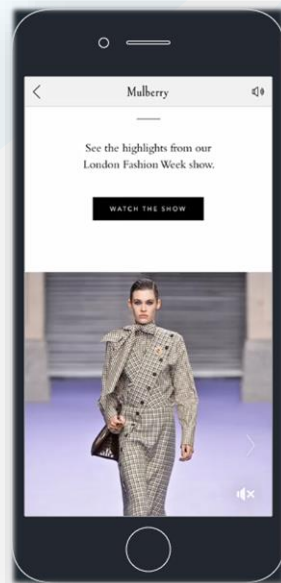 Mulberry
See the highlights from our
London Fashion Week show.
WATCH THE SHOW